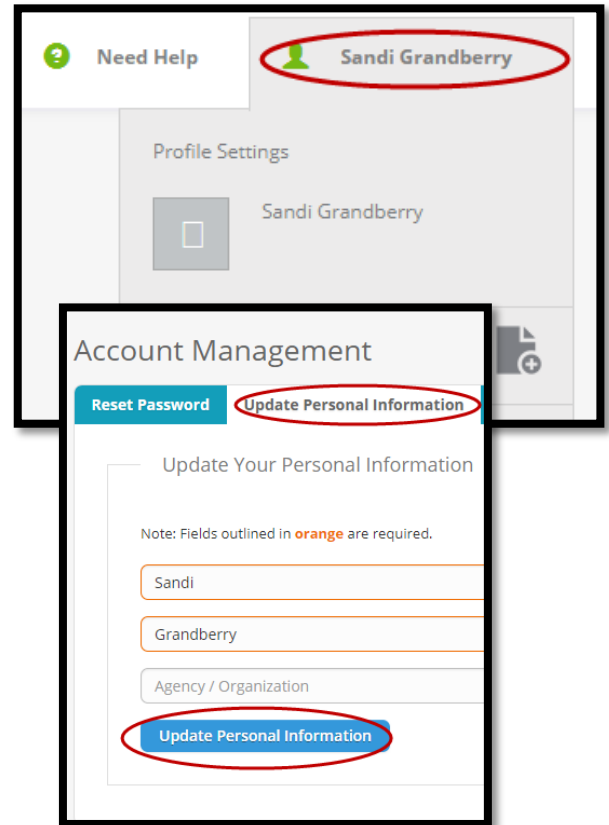 Need Help Sandi Grandberry
Profile Settings
Sandi Grandberry
Account Management
Reset Password Update Personal Information
Update Your Personal Information
Note: Fields outlined in orange are required.
Sandi
Grandberry
Agency / Organization
Update Personal Information